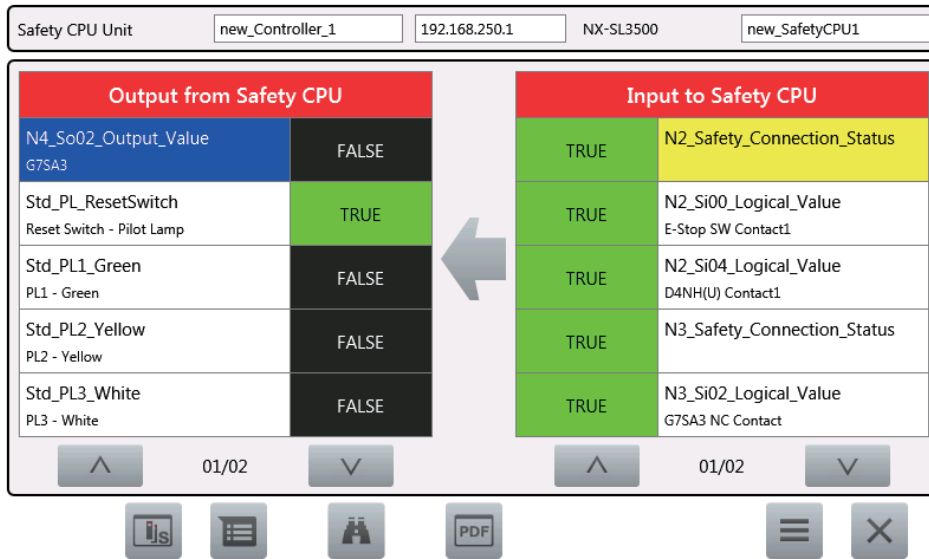 Safety CPU Unit new_Controller_1 192.168.250.1 NX-SL3500 new_SafetyCPU1
Output from Safety CPU
N4_So02_Output_Value FALSE
G7SA3
Std_PL_ResetSwitch TRUE
Reset Switch - Pilot Lamp
Std_PL1_Green FALSE
PL1 - Green
Std_PL2_Yellow FALSE
PL2 - Yellow
Std_PL3_White FALSE
PL3 - White
01/02
Input to Safety CPU
TRUE N2_Safety_Connection_Status
TRUE N2_Si00_Logical_Value
E-Stop SW Contact1
TRUE N2_Si04_Logical_Value
D4NH(U) Contact1
TRUE N3_Safety_Connection_Status
TRUE N3_Si02_Logical_Value
G7SA3 NC Contact
01/02
IJs
PDF